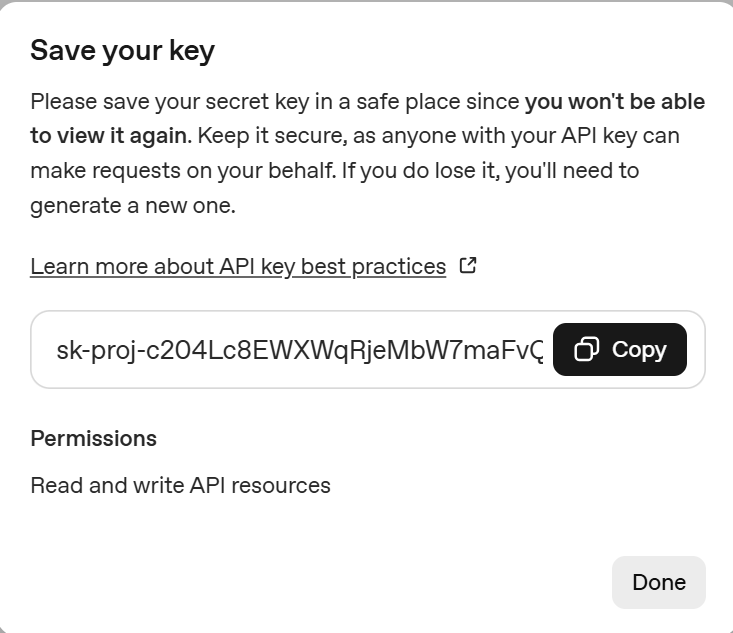 Save your key
Please save your secret key in a safe place since you won't be able
to view it again. Keep it secure, as anyone with your API key can
make requests on your behalf. If you do lose it, you'll need to
generate a new one.
Learn more about API key best practices
sk-proj-c204Lc8EWXWqRjeMbW7maFvQ
Copy
Permissions
Read and write API resources
Done